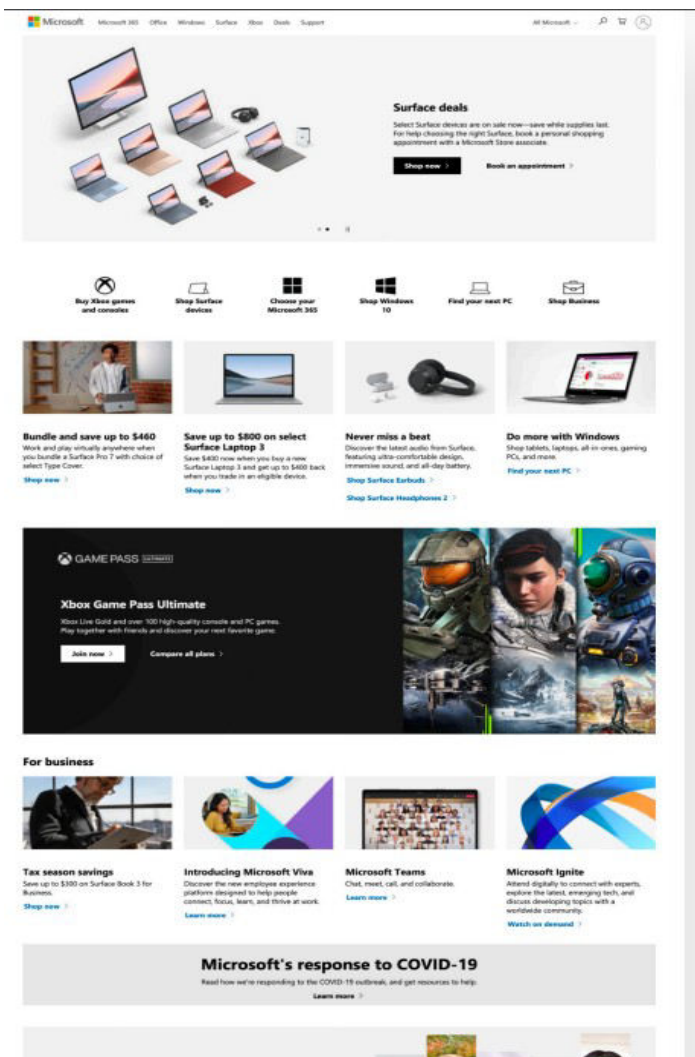 Microsoft Microsoft 365 Office Windows Surface Xbox Deals Support All Microsoft
Surface deals
Select Surface devices are on sale now—save while supplies last.
For help choosing the right Surface, book a personal shopping
appointment with a Microsoft Store associate.
Shop now > Book an appointment >
Buy Xbox games
and consoles
Shop Surface
devices
Choose your
Microsoft 365
Shop Windows
10
Find your next PC
Shop Business
Bundle and save up to $460
Work and play virtually anywhere when
you bundle a Surface Pro 7 with choice of
select Type Cover.
Shop now >
Save up to $800 on select
Surface Laptop 3
Save $400 now when you buy a new
Surface Laptop 3 and get up to $400 back
when you trade in an eligible device.
Shop now >
Never miss a beat
Discover the latest audio from Surface,
featuring ultra-comfortable design,
immersive sound, and all-day battery.
Shop Surface Earbuds >
Shop Surface Headphones 2 >
Do more with Windows
Shop tablets, laptops, all-in-ones, gaming
PCs, and more.
Find your next PC >
GAME PASS ULTIMATE
Xbox Game Pass Ultimate
Xbox Live Gold and over 100 high-quality console and PC games.
Play together with friends and discover your next favorite game.
Join now > Compare all plans >
For business
Tax season savings
Save up to $300 on Surface Book 3 for
Business.
Shop now >
Introducing Microsoft Viva
Discover the new employee experience
platform designed to help people
connect, focus, learn, and thrive at work.
Learn more >
Microsoft Teams
Chat, meet, call, and collaborate.
Learn more >
Microsoft Ignite
Attend digitally to connect with experts,
explore the latest, emerging tech, and
discuss developing topics with a
worldwide community.
Watch on demand >
Microsoft's response to COVID-19
Read how we're responding to the COVID-19 outbreak, and get resources to help.
Learn more >